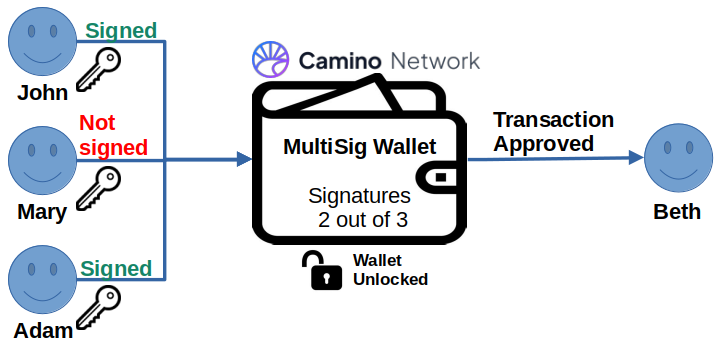 Signed
John
Not
signed
Mary
Signed
Adam
Camino Network
MultiSig Wallet
Signatures
2 out of 3
Wallet
Unlocked
Transaction
Approved
Beth